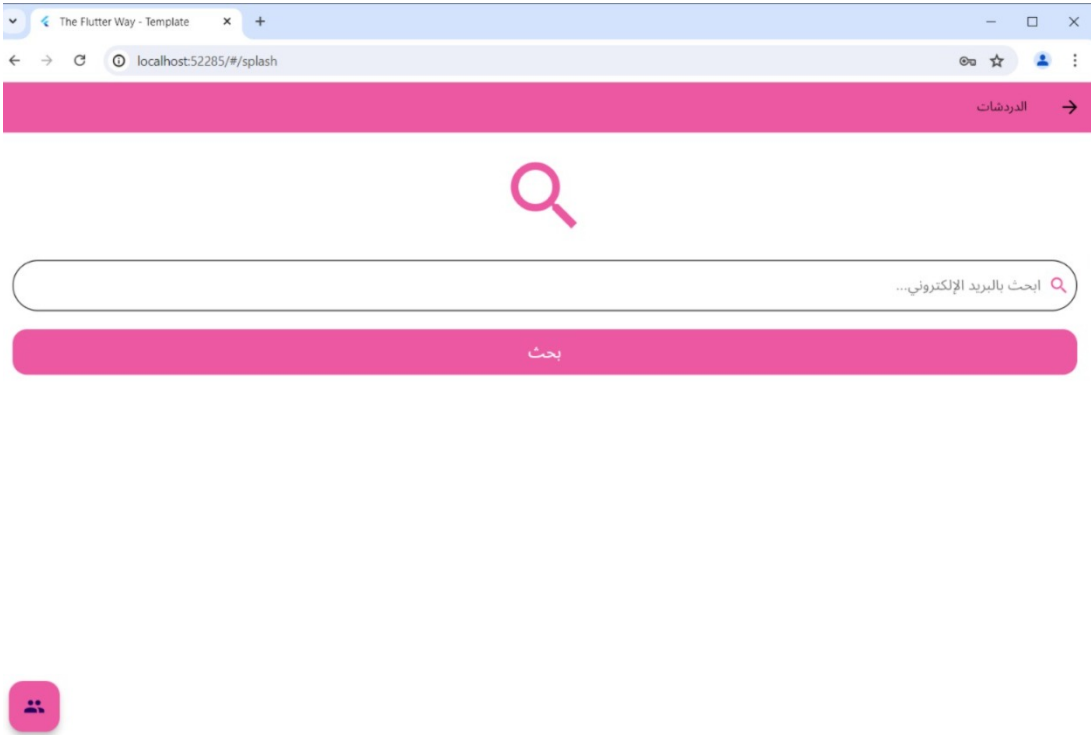 The Flutter Way - Template
localhost:52285/#/splash
الدردشات
ابحث بالبريد الإلكتروني...
بحث